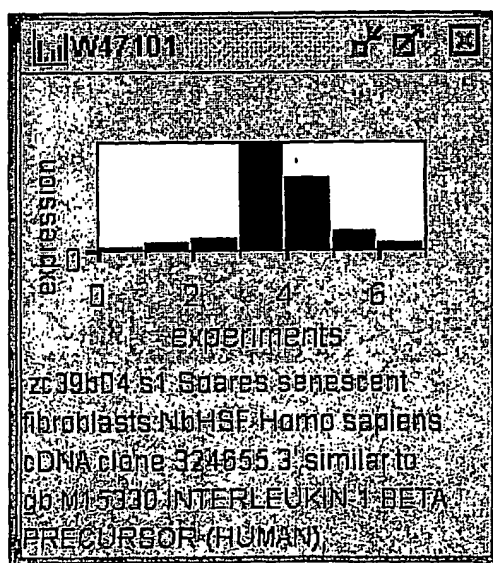 W47101
expression
0
0 2 4 6
experiments
zc39b04.s1 Soares senescent
fibroblasts NbHSF Homo sapiens
cDNA clone 324655 3' similar to
gb:M15330 INTERLEUKIN 1 BETA
PRECURSOR (HUMAN)